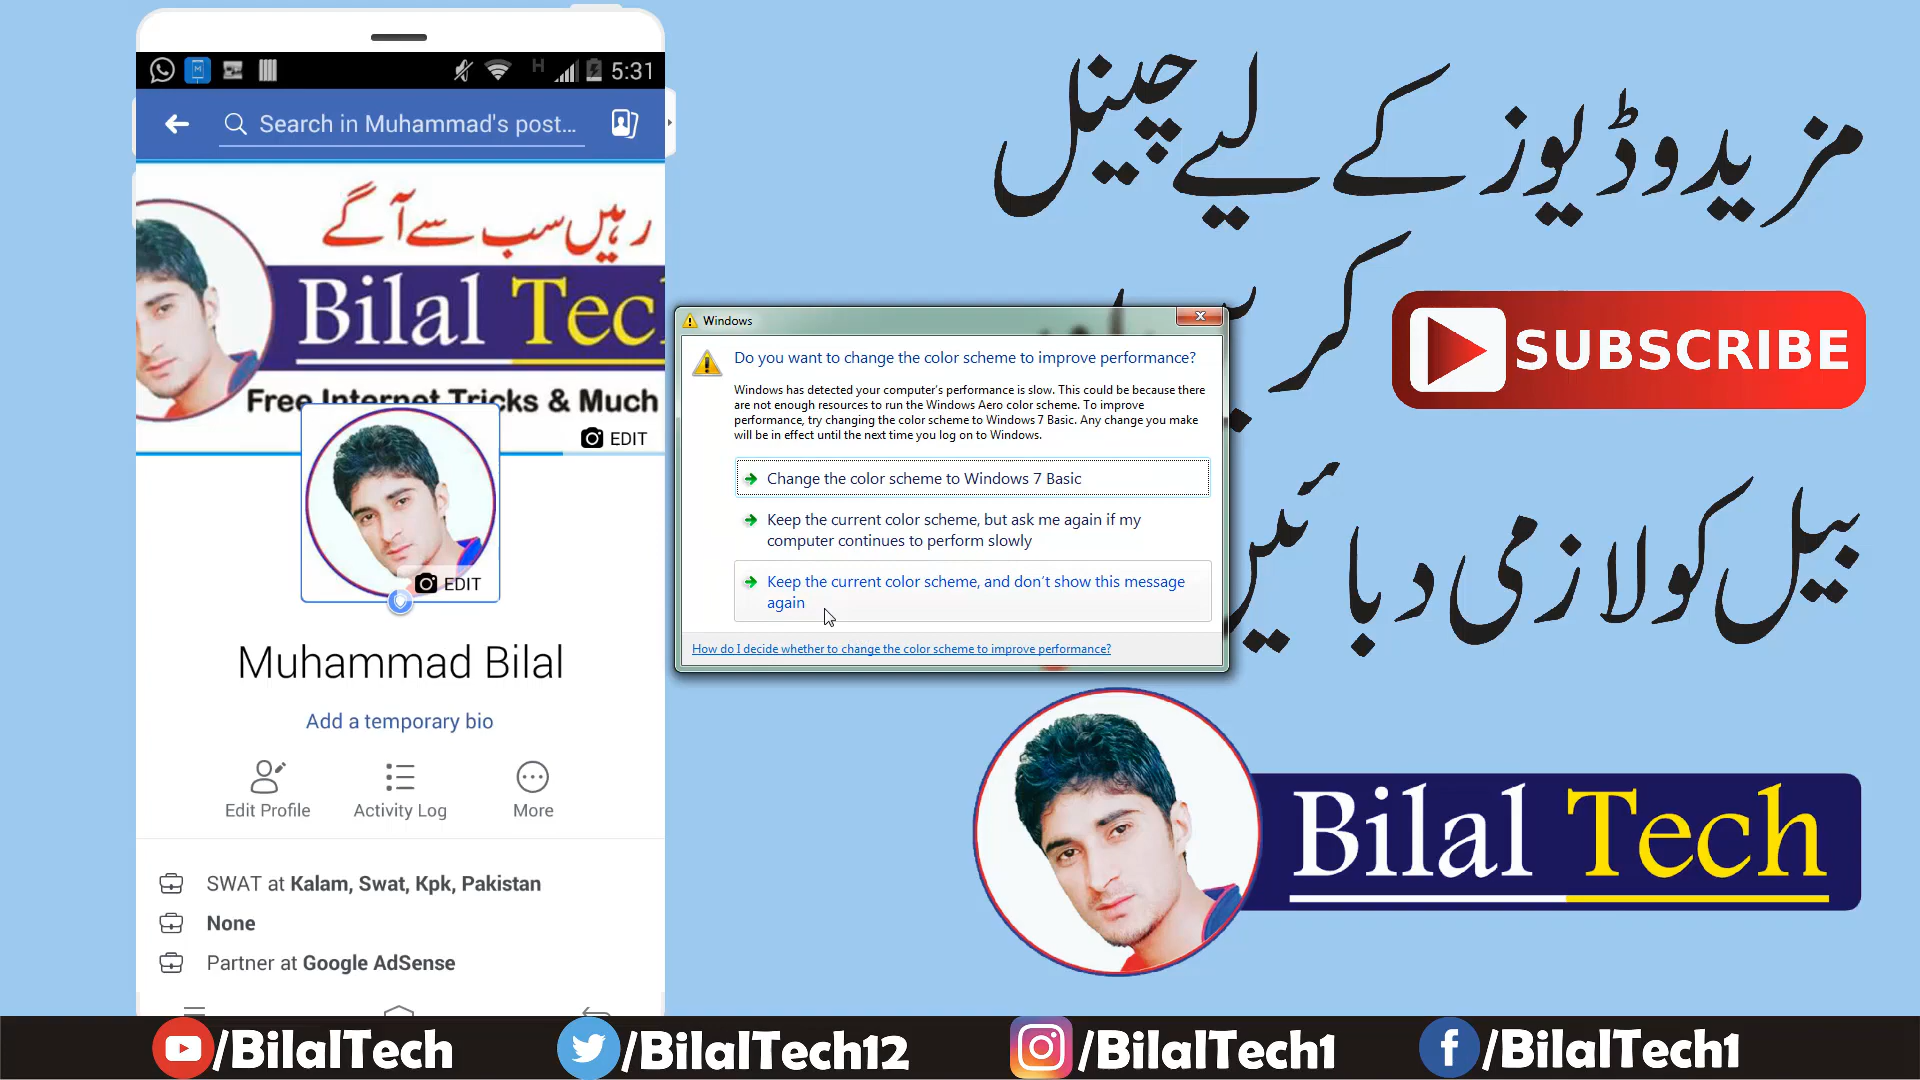 5:31
Search in Muhammad's post...
رہیں سب سے آگے
Bilal Tec
Free Internet Tricks & Much
EDIT
EDIT
Muhammad Bilal
Add a temporary bio
Edit Profile
Activity Log
More
SWAT at Kalam, Swat, Kpk, Pakistan
None
Partner at Google AdSense
Windows
Do you want to change the color scheme to improve performance?
Windows has detected your computer's performance is slow. This could be because there
are not enough resources to run the Windows Aero color scheme. To improve
performance, try changing the color scheme to Windows 7 Basic. Any change you make
will be in effect until the next time you log on to Windows.
Change the color scheme to Windows 7 Basic
Keep the current color scheme, but ask me again if my
computer continues to perform slowly
Keep the current color scheme, and don't show this message
again
How do I decide whether to change the color scheme to improve performance?
مزید وڈیوز کے لیے چینل
SUBSCRIBE
بیل کو لازمی دبائیں
Bilal Tech
/BilalTech
/BilalTech12
/BilalTech1
/BilalTech1